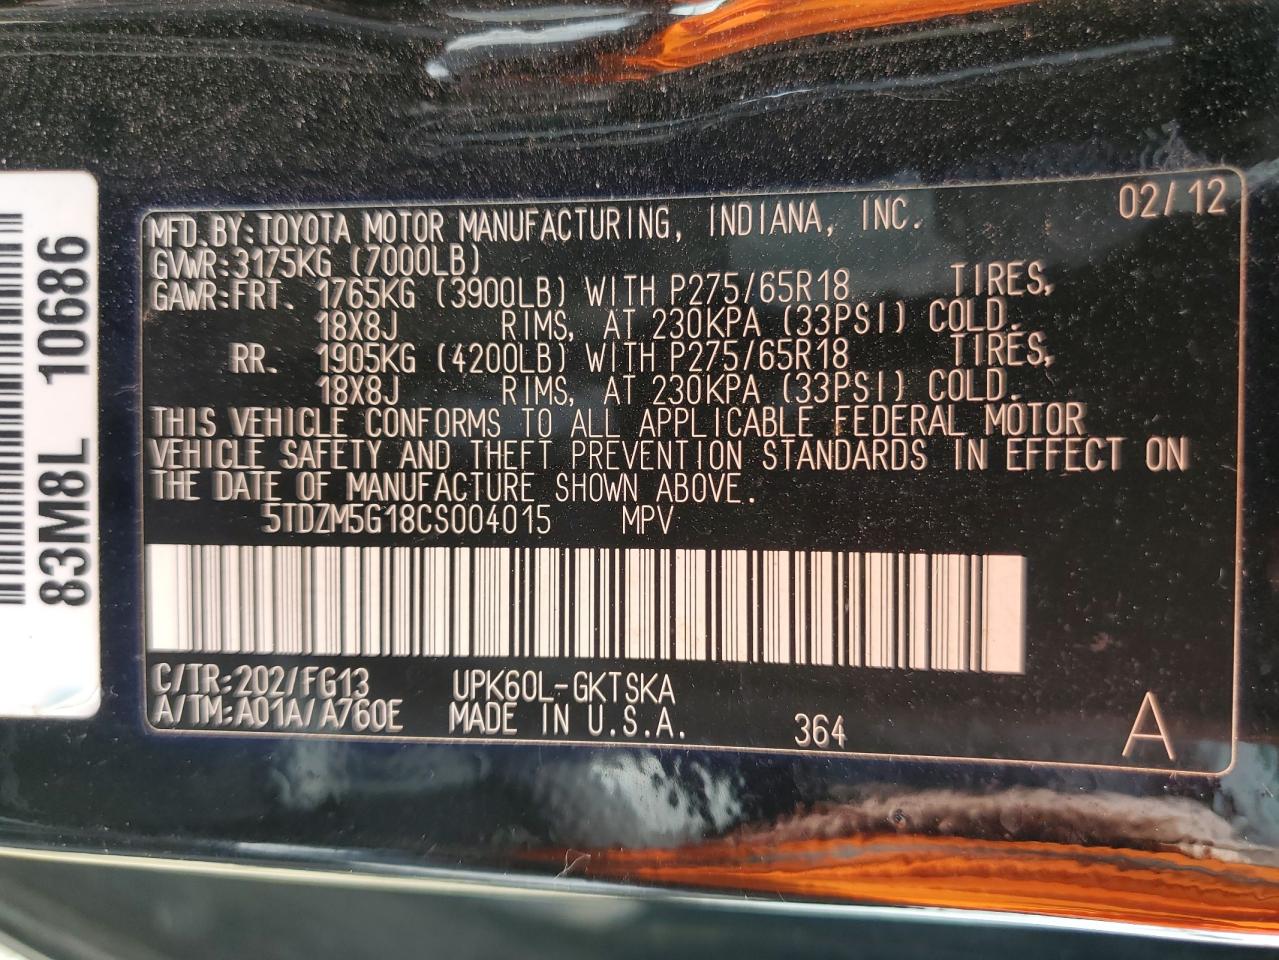 MFD.BY:TOYOTA MOTOR MANUFACTURING, INDIANA, INC. 02/12
GVWR:3175KG (7000LB)
GAWR:FRT. 1765KG (3900LB) WITH P275/65R18 TIRES,
18X8J RIMS, AT 230KPA (33PSI) COLD.
RR. 1905KG (4200LB) WITH P275/65R18 TIRES,
18X8J RIMS, AT 230KPA (33PSI) COLD.
THIS VEHICLE CONFORMS TO ALL APPLICABLE FEDERAL MOTOR
VEHICLE SAFETY AND THEFT PREVENTION STANDARDS IN EFFECT ON
THE DATE OF MANUFACTURE SHOWN ABOVE.
5TDZM5G18CS004015 MPV
C/TR:202/FG13 UPK60L-GKTSKA
A/TM:A01A/A760E MADE IN U.S.A. 364 A
83M8L 10686